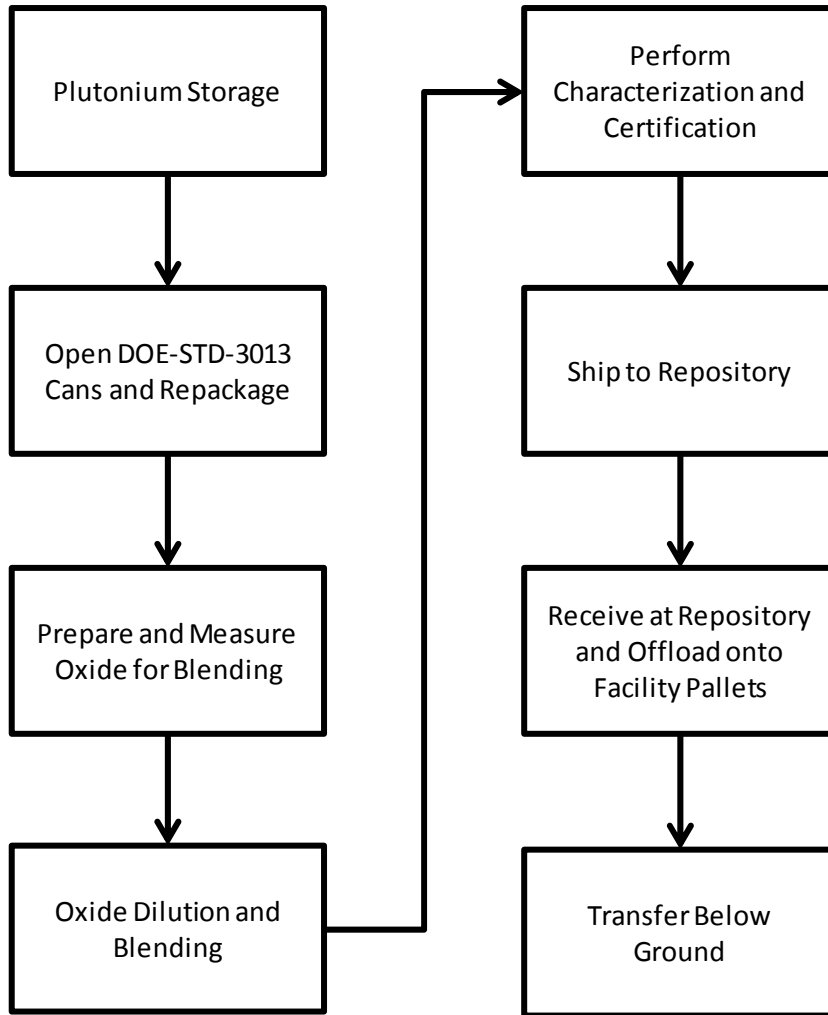 Plutonium Storage
Open DOE-STD-3013
Cans and Repackage
Prepare and Measure
Oxide for Blending
Oxide Dilution and
Blending
Perform
Characterization and
Certification
Ship to Repository
Receive at Repository
and Offload onto
Facility Pallets
Transfer Below
Ground